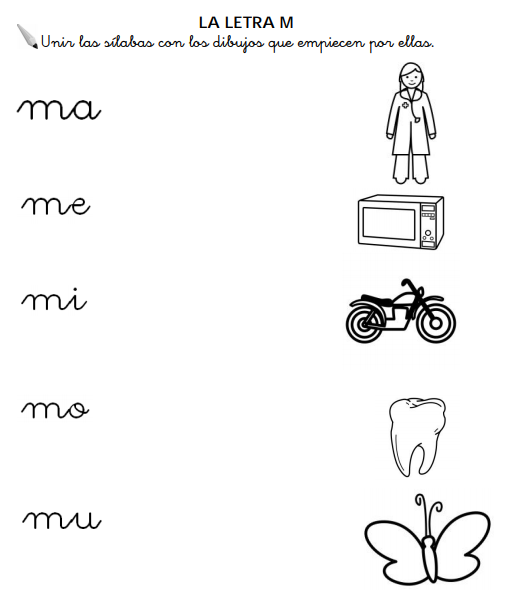 LA LETRA M
Unir las sílabas con los dibujos que empiecen por ellas.
ma
me
mi
mo
mu